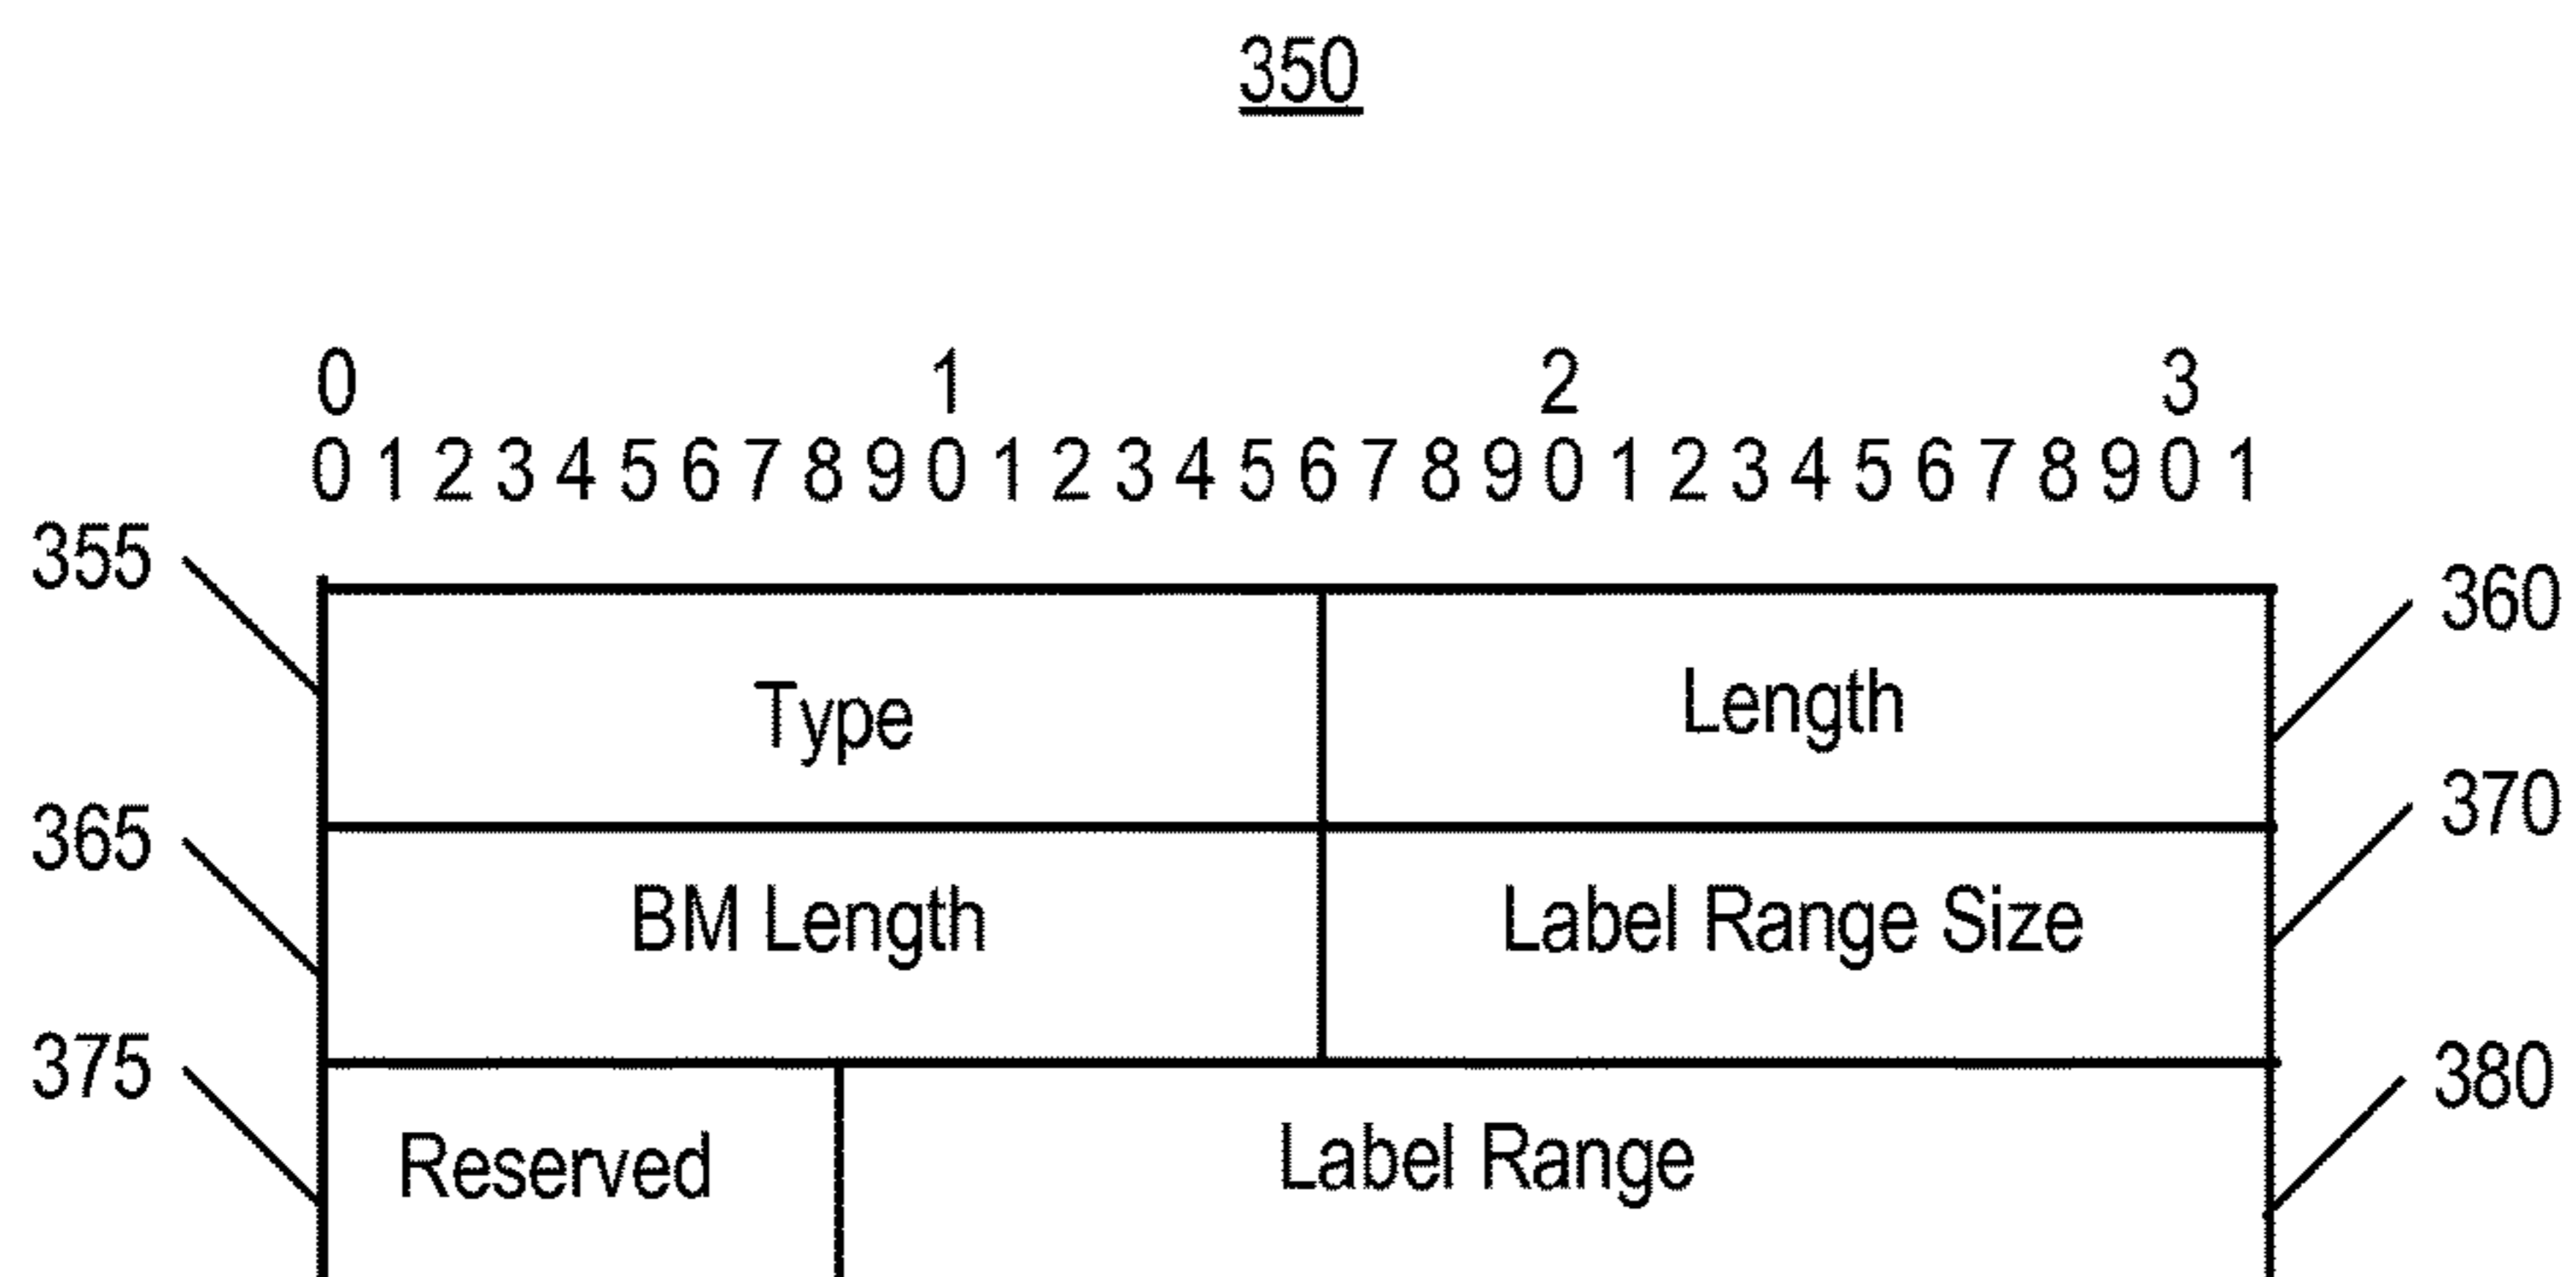 350
0 1 2 3
0 1 2 3 4 5 6 7 8 9 0 1 2 3 4 5 6 7 8 9 0 1 2 3 4 5 6 7 8 9 0 1
355 Type Length 360
365 BM Length Label Range Size 370
375 Reserved Label Range 380